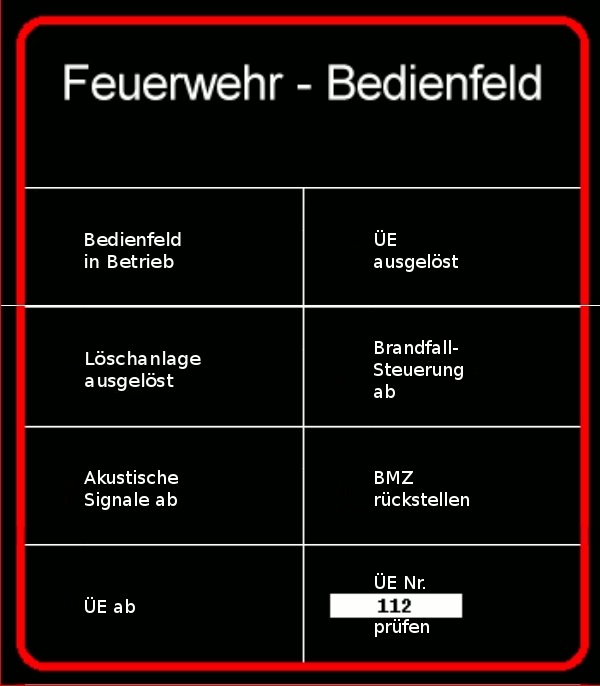 Feuerwehr - Bedienfeld
Bedienfeld
in Betrieb
ÜE
ausgelöst
Löschanlage
ausgelöst
Brandfall-
Steuerung
ab
Akustische
Signale ab
BMZ
rückstellen
ÜE ab
ÜE Nr.
112
prüfen